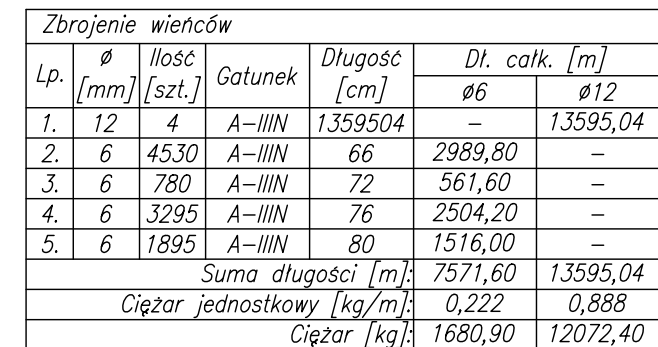 Zbrojenie wieńców
Lp. ø [mm] Ilość [szt.] Gatunek Długość [cm] Dł. całk. [m]
ø6 ø12
1. 12 4 A-IIIN 1359504 – 13595,04
2. 6 4530 A-IIIN 66 2989,80 –
3. 6 780 A-IIIN 72 561,60 –
4. 6 3295 A-IIIN 76 2504,20 –
5. 6 1895 A-IIIN 80 1516,00 –
Suma długości [m]: 7571,60 13595,04
Ciężar jednostkowy [kg/m]: 0,222 0,888
Ciężar [kg]: 1680,90 12072,40